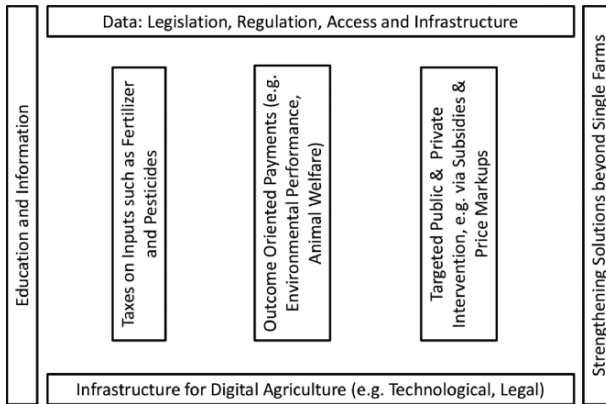 Data: Legislation, Regulation, Access and Infrastructure
Education and Information
Taxes on Inputs such as Fertilizer
and Pesticides
Outcome Oriented Payments (e.g.
Environmental Performance,
Animal Welfare)
Targeted Public & Private
Intervention, e.g. via Subsidies &
Price Markups
Strengthening Solutions beyond Single Farms
Infrastructure for Digital Agriculture (e.g. Technological, Legal)